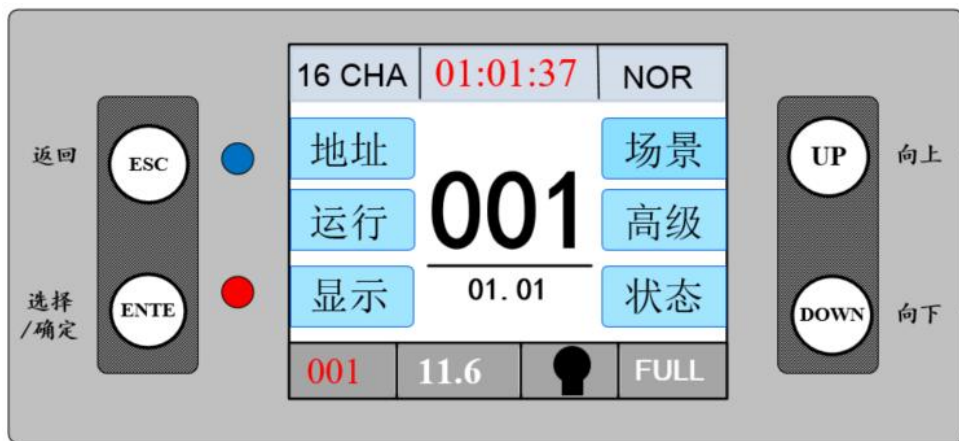 16 CHA 01:01:37 NOR
返回 ESC 地址 场景 UP 向上
001
运行 高级
01.01
选择
/确定 ENTE 显示 状态 DOWN 向下
001 11.6 FULL